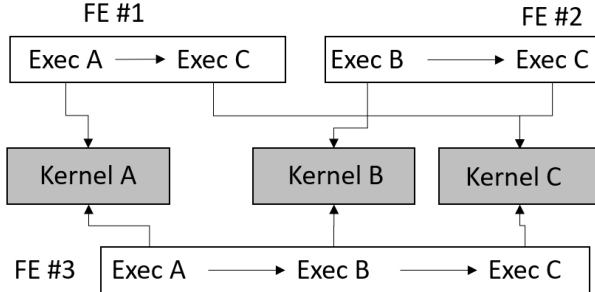 FE #1
FE #2
Exec A Exec C
Exec B Exec C
Kernel A
Kernel B
Kernel C
FE #3
Exec A Exec B Exec C